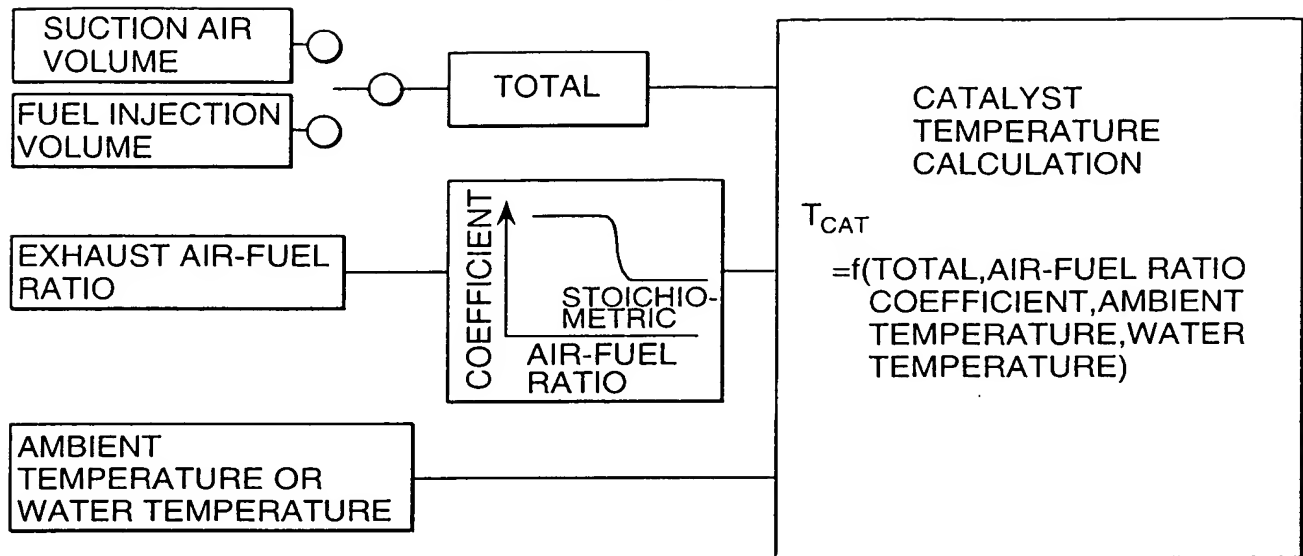 SUCTION AIR
VOLUME
FUEL INJECTION
VOLUME
TOTAL
EXHAUST AIR-FUEL
RATIO
COEFFICIENT
STOICHIO-
METRIC
AIR-FUEL
RATIO
AMBIENT
TEMPERATURE OR
WATER TEMPERATURE
CATALYST
TEMPERATURE
CALCULATION
TCAT
=f(TOTAL,AIR-FUEL RATIO
COEFFICIENT,AMBIENT
TEMPERATURE,WATER
TEMPERATURE)